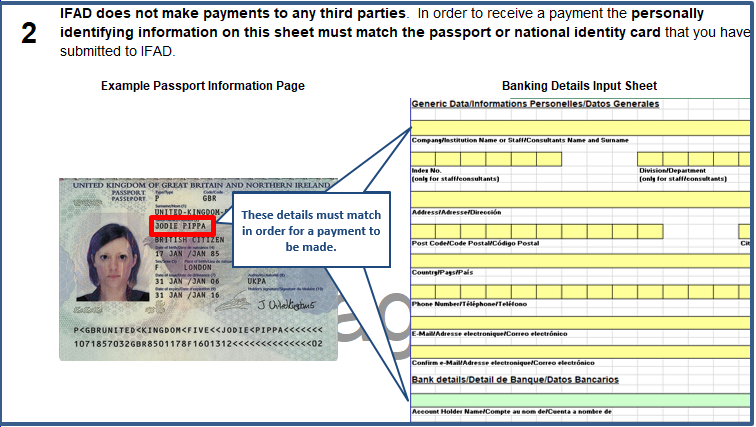 2
IFAD does not make payments to any third parties. In order to receive a payment the personally
identifying information on this sheet must match the passport or national identity card that you have
submitted to IFAD.
Example Passport Information Page
UNITED KINGDOM OF GREAT BRITAIN AND NORTHERN IRELAND
PASSPORT
PASSEPORT
P
GBR
UNITED-KINGDOM-
JODIE PIPPA
BRITISH CITIZEN
17 JAN /JAN 85
F
LONDON
31 JAN /JAN 06
UKPA
31 JAN /JAN 16
P<GBRUNITED<KINGDOM<FIVE<<JODIE<PIPPA<<<<<<<
1071857032GBR8501178F1601312<<<<<<<<<<<<<<02
These details must match
in order for a payment to
be made.
Banking Details Input Sheet
Generic Data/Informations Personelles/Datos Generales
Company/Institution Name or Staff/Consultants Name and Surname
Index No.
(only for staff/consultants)
Division/Department
(only for staff/consultants)
Address/Adresse/Dirección
Post Code/Code Postal/Código Postal
Cit
Country/Pays/País
Phone Number/Téléphone/Teléfono
E-Mail/Adresse electronique/Correo electrónico
Confirm e-Mail/Adresse electronique/Correo electrónico
Bank details/Detail de Banque/Datos Bancarios
Account Holder Name/Compte au nom de/Cuenta a nombre de